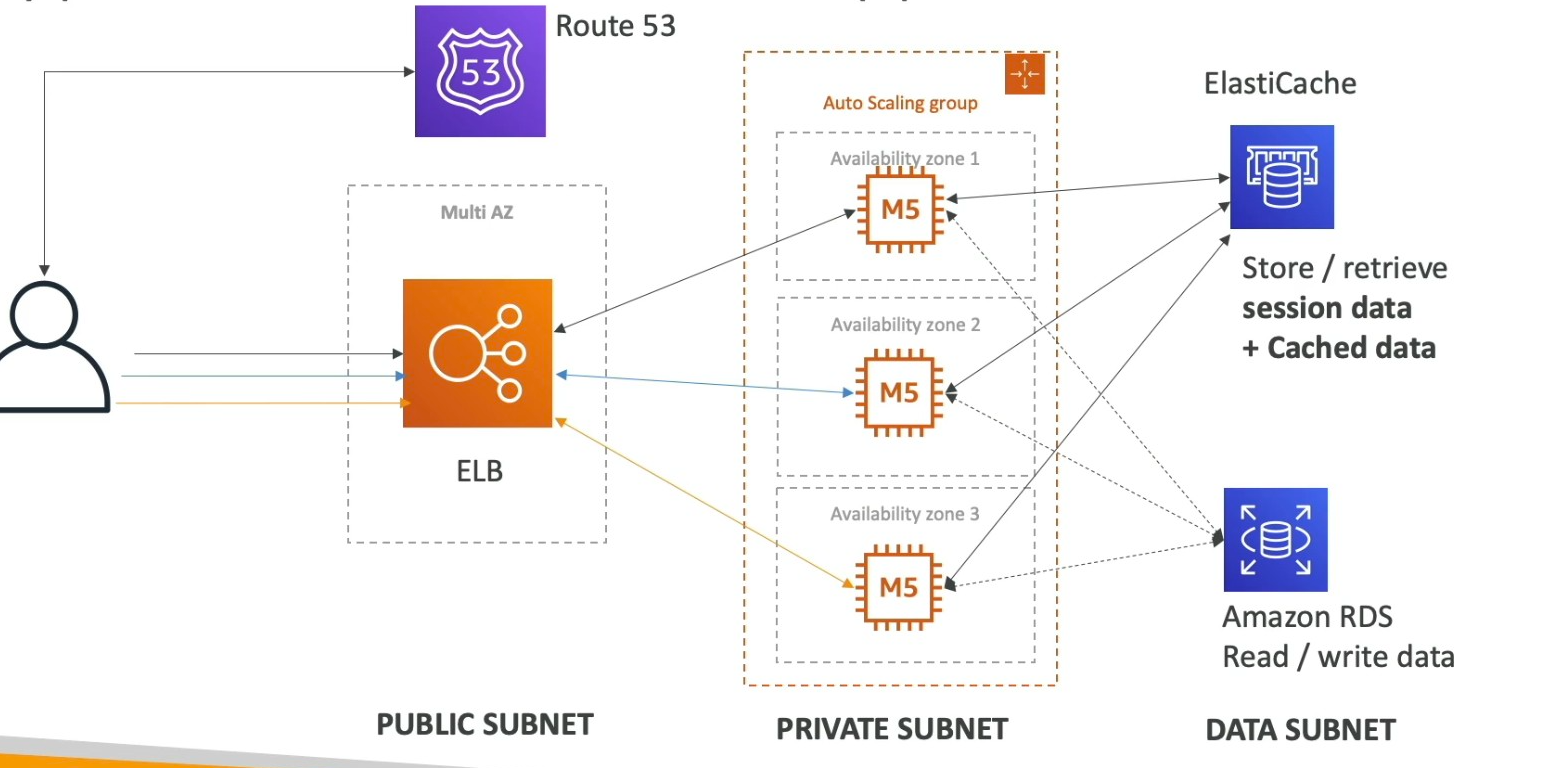 Route 53
53
ElastiCache
Auto Scaling group
Availability zone 1
M5
Multi AZ
Store / retrieve
session data
+ Cached data
Availability zone 2
M5
ELB
Availability zone 3
M5
Amazon RDS
Read / write data
PUBLIC SUBNET
PRIVATE SUBNET
DATA SUBNET